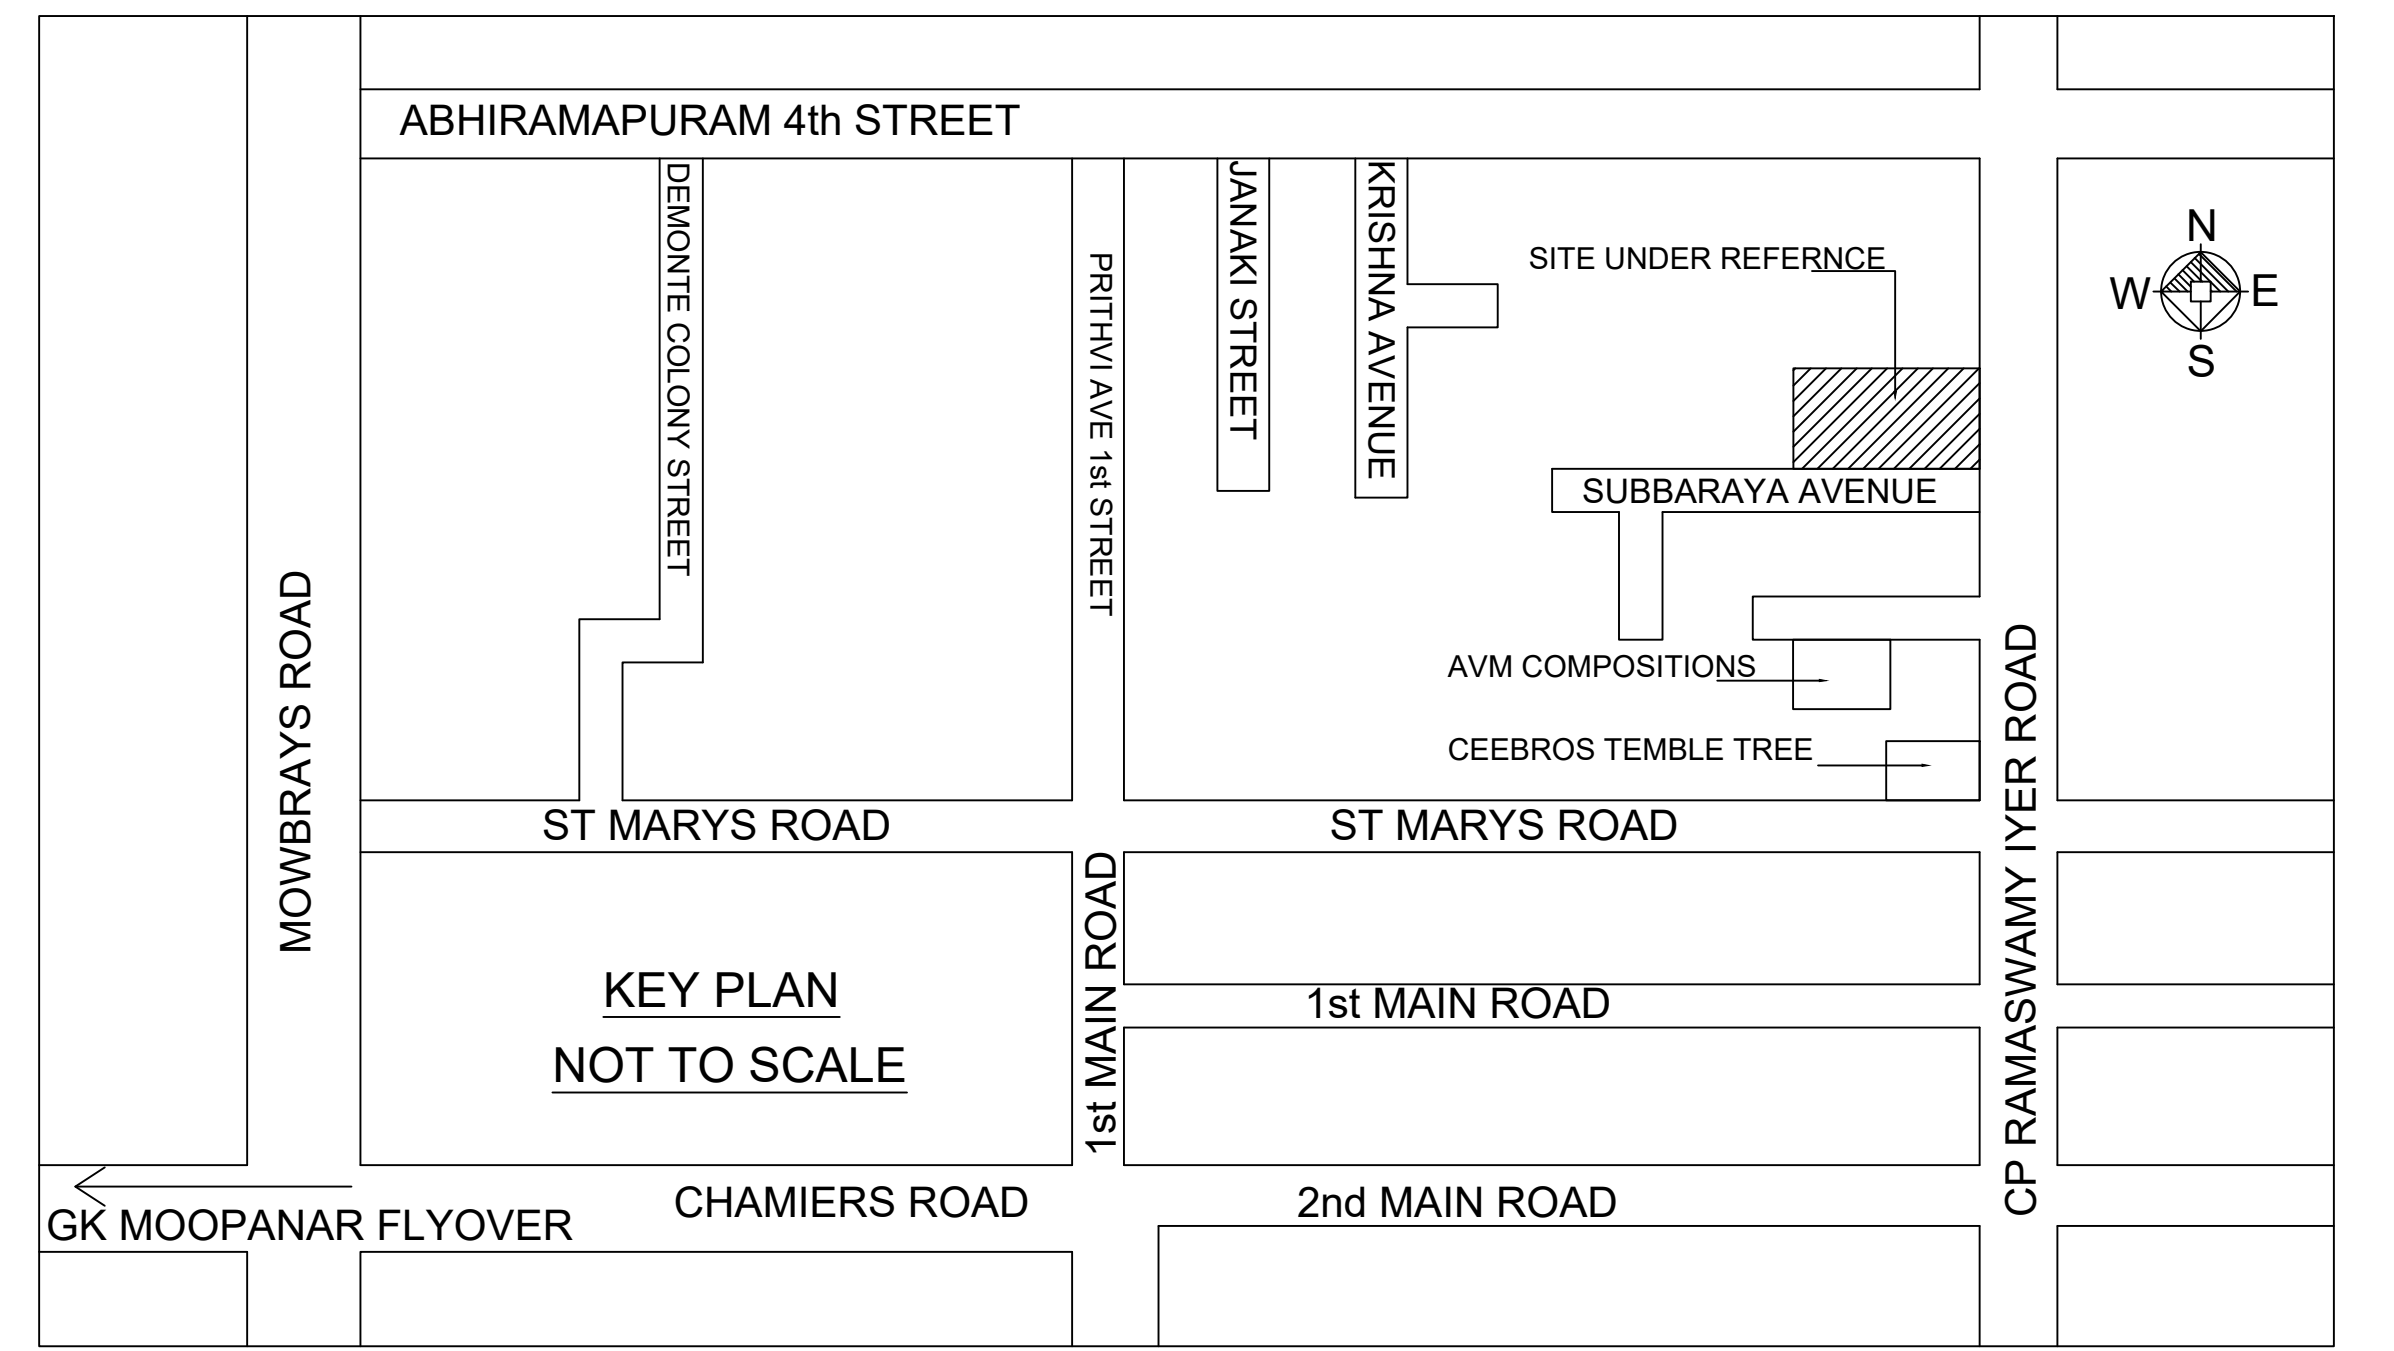 ABHIRAMAPURAM 4th STREET
DEMONTE COLONY STREET
PRITHVI AVE 1st STREET
JANAKI STREET
KRISHNA AVENUE
SITE UNDER REFERNCE
N
W
E
S
SUBBARAYA AVENUE
MOWBRAYS ROAD
AVM COMPOSITIONS
CEEBROS TEMBLE TREE
CP RAMASWAMY IYER ROAD
ST MARYS ROAD
ST MARYS ROAD
1st MAIN ROAD
KEY PLAN
NOT TO SCALE
1st MAIN ROAD
CHAMIERS ROAD
2nd MAIN ROAD
GK MOOPANAR FLYOVER